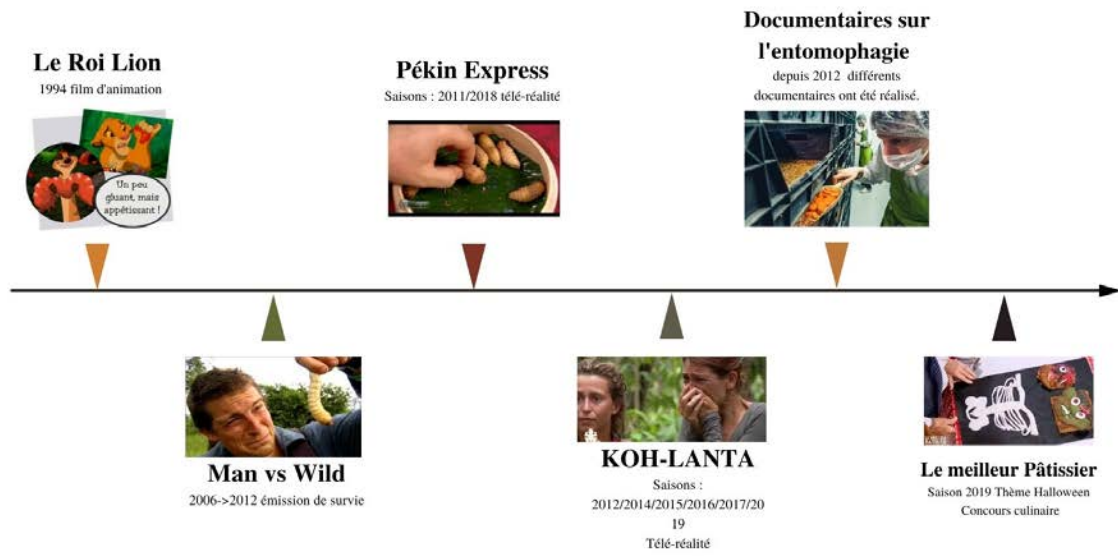 Le Roi Lion
1994 film d'animation
Un peu
gluant, mais
appétissant !
Pékin Express
Saisons : 2011/2018 télé-réalité
Documentaires sur
l'entomophagie
depuis 2012 différents
documentaires ont été réalisé.
Man vs Wild
2006->2012 émission de survie
KOH-LANTA
Saisons :
2012/2014/2015/2016/2017/20
19
Télé-réalité
Le meilleur Pâtissier
Saison 2019 Thème Halloween
Concours culinaire